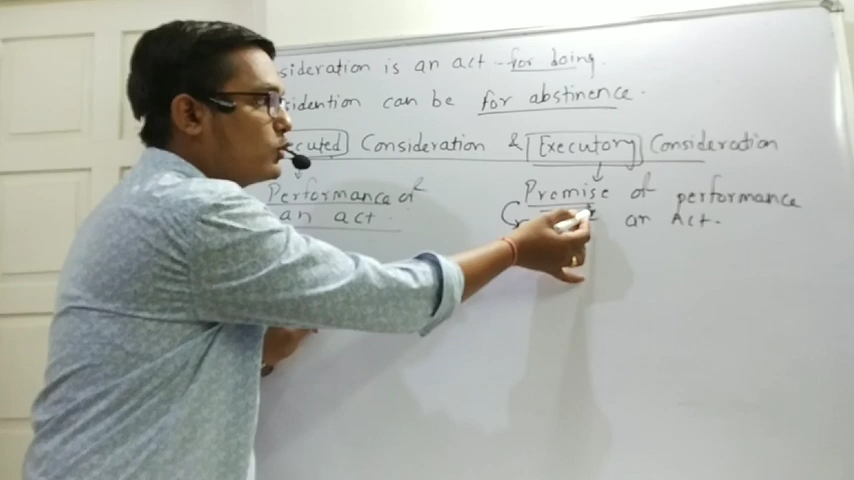 sideration is an act for doing.
sidention can be for abstinence.
cuted Consideration & Executory Consideration
Performance of Promise of performance
an act. an Act.